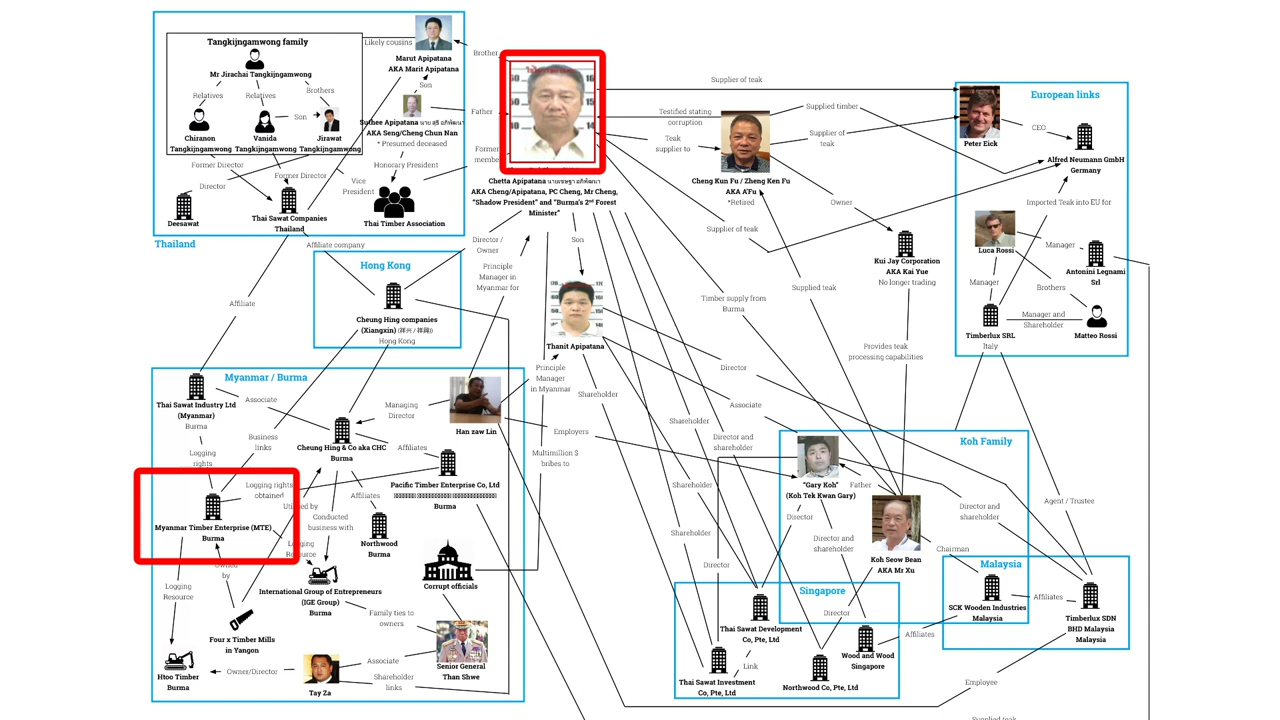 Tangkijngamwong family
Mr Jirachai Tangkijngamwong
Relatives
Relatives
Brothers
Son
Chiranon
Tangkijngamwong
Vanida
Tangkijngamwong
Jirawat
Tangkijngamwong
Likely cousins
Marut Apipatana
AKA Marit Apipatana
Son
AKA Seng/Cheng Chun Nan
* Presumed deceased
Former Director
Former Director
Director
Honorary President
Vice
President
Deesawat
Thai Sawat Companies
Thailand
Thai Timber Association
Thailand
Brother
Father
Former
Chetta Apipatana นายเชษฐา อภิพัฒนา
AKA Cheng/Apipatana, PC Cheng, Mr Cheng,
"Shadow President" and "Burma's 2nd Forest
Minister"
Supplier of teak
Testified stating
corruption
Teak
supplier to
Supplied timber
Supplier of
teak
Cheng Kun Fu / Zheng Ken Fu
AKA A'Fu
*Retired
Owner
Supplier of teak
Kui Jay Corporation
AKA Kai Yue
No longer trading
European links
Peter Eick
CEO
Alfred Neumann GmbH
Germany
Imported Teak into EU for
Luca Rossi
Manager
Antonini Legnami
Srl
Manager
Brothers
Manager and
Shareholder
Timberlux SRL
Italy
Matteo Rossi
Affiliate company
Hong Kong
Cheung Hing companies
(Xiangxin)
Hong Kong
Director /
Owner
Principle
Manager in
Myanmar for
Son
Thanit Apipatana
Affiliate
Timber supply from
Burma
Supplied teak
Provides teak
processing capabilities
Myanmar / Burma
Thai Sawat Industry Ltd
(Myanmar)
Burma
Associate
Managing
Director
Han zaw Lin
Principle
Manager
in Myanmar
Shareholder
Director
Associate
Logging
rights
Business
links
Cheung Hing & Co aka CHC
Burma
Affiliates
Employers
Multimillion $
bribes to
Shareholder
Director and
shareholder
Koh Family
"Gary Koh"
(Koh Tek Kwan Gary)
Father
Logging rights
obtained
Myanmar Timber Enterprise (MTE)
Burma
Conducted
business with
Affiliates
Pacific Timber Enterprise Co, Ltd
Burma
Shareholder
Director
Director and
shareholder
Agent / Trustee
Northwood
Burma
Shareholder
Director and
shareholder
Koh Seow Bean
AKA Mr Xu
Chairman
Owned
by
Logging
Resource
International Group of Entrepreneurs
(IGE Group)
Burma
Corrupt officials
Director
Malaysia
SCK Wooden Industries
Malaysia
Affiliates
Timberlux SDN
BHD Malaysia
Malaysia
Singapore
Director
Four x Timber Mills
in Yangon
Family ties to
owners
Thai Sawat Development
Co, Pte, Ltd
Affiliates
Wood and Wood
Singapore
Link
Htoo Timber
Burma
Owner/Director
Tay Za
Associate
Shareholder
links
Senior General
Than Shwe
Thai Sawat Investment
Co, Pte, Ltd
Northwood Co, Pte, Ltd
Employee
Supplied teak